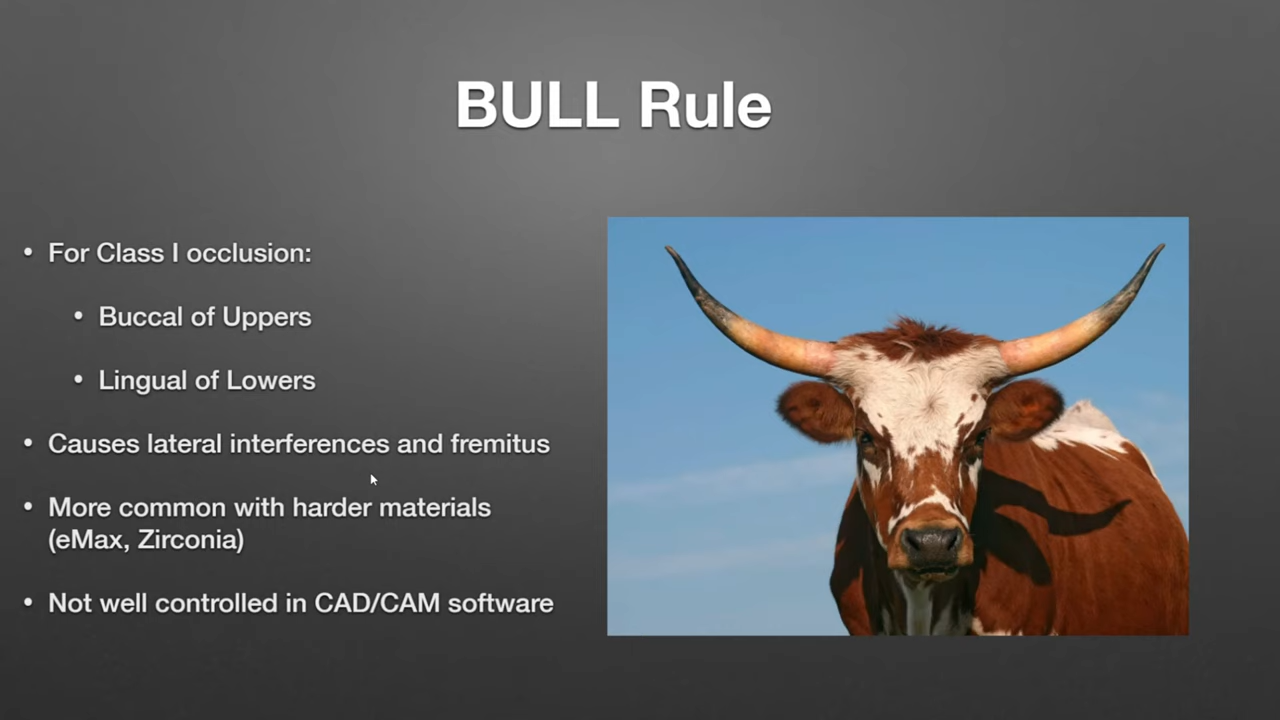 BULL Rule
• For Class I occlusion:
• Buccal of Uppers
• Lingual of Lowers
• Causes lateral interferences and fremitus
• More common with harder materials
(eMax, Zirconia)
• Not well controlled in CAD/CAM software